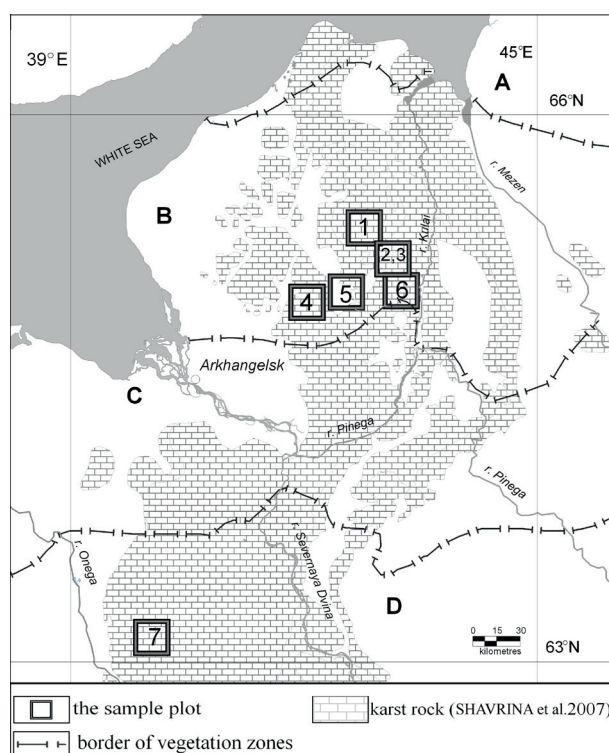 39°E
45°E
A
66°N
WHITE SEA
r. Mezen
B
r. Kulai
1
2,3
4
5
6
Arkhangelsk
C
r. Pinega
r. Pinega
r. Onega
r. Severnaya Dvina
D
7
0 15 30
kilometres
63°N
the sample plot
karst rock (SHAVRINA et al.2007)
border of vegetation zones